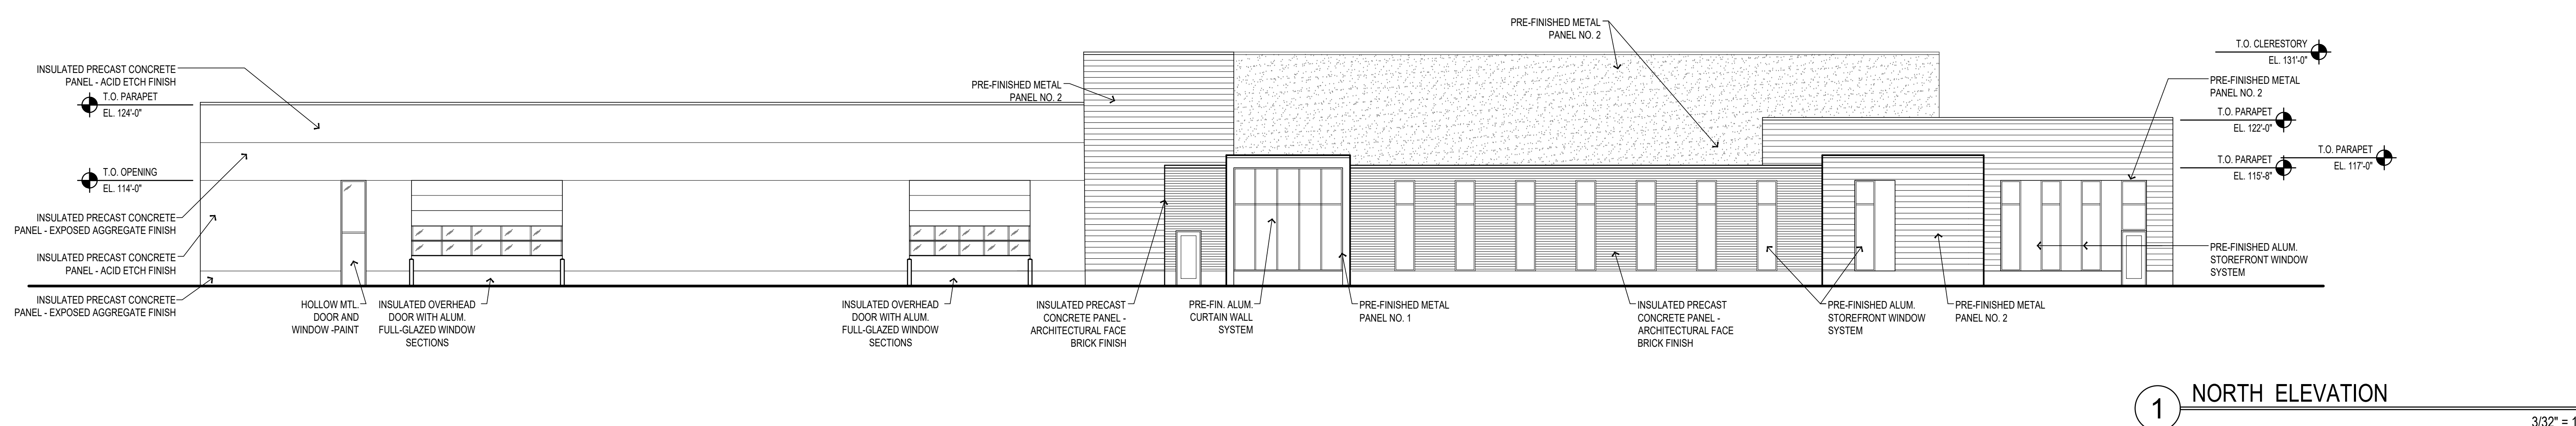 PRE-FINISHED METAL
PANEL NO. 2
T.O. CLERESTORY
EL. 131'-0"
INSULATED PRECAST CONCRETE
PANEL - ACID ETCH FINISH
T.O. PARAPET
EL. 124'-0"
PRE-FINISHED METAL
PANEL NO. 2
PRE-FINISHED METAL
PANEL NO. 2
T.O. PARAPET
EL. 122'-0"
T.O. PARAPET
EL. 117'-0"
T.O. PARAPET
EL. 115'-8"
T.O. OPENING
EL. 114'-0"
INSULATED PRECAST CONCRETE
PANEL - EXPOSED AGGREGATE FINISH
INSULATED PRECAST CONCRETE
PANEL - ACID ETCH FINISH
PRE-FINISHED ALUM.
STOREFRONT WINDOW
SYSTEM
INSULATED PRECAST CONCRETE
PANEL - EXPOSED AGGREGATE FINISH
HOLLOW MTL.
DOOR AND
WINDOW -PAINT
INSULATED OVERHEAD
DOOR WITH ALUM.
FULL-GLAZED WINDOW
SECTIONS
INSULATED OVERHEAD
DOOR WITH ALUM.
FULL-GLAZED WINDOW
SECTIONS
INSULATED PRECAST
CONCRETE PANEL -
ARCHITECTURAL FACE
BRICK FINISH
PRE-FIN. ALUM.
CURTAIN WALL
SYSTEM
PRE-FINISHED METAL
PANEL NO. 1
INSULATED PRECAST
CONCRETE PANEL -
ARCHITECTURAL FACE
BRICK FINISH
PRE-FINISHED ALUM.
STOREFRONT WINDOW
SYSTEM
PRE-FINISHED METAL
PANEL NO. 2
1
NORTH ELEVATION
3/32" = 1